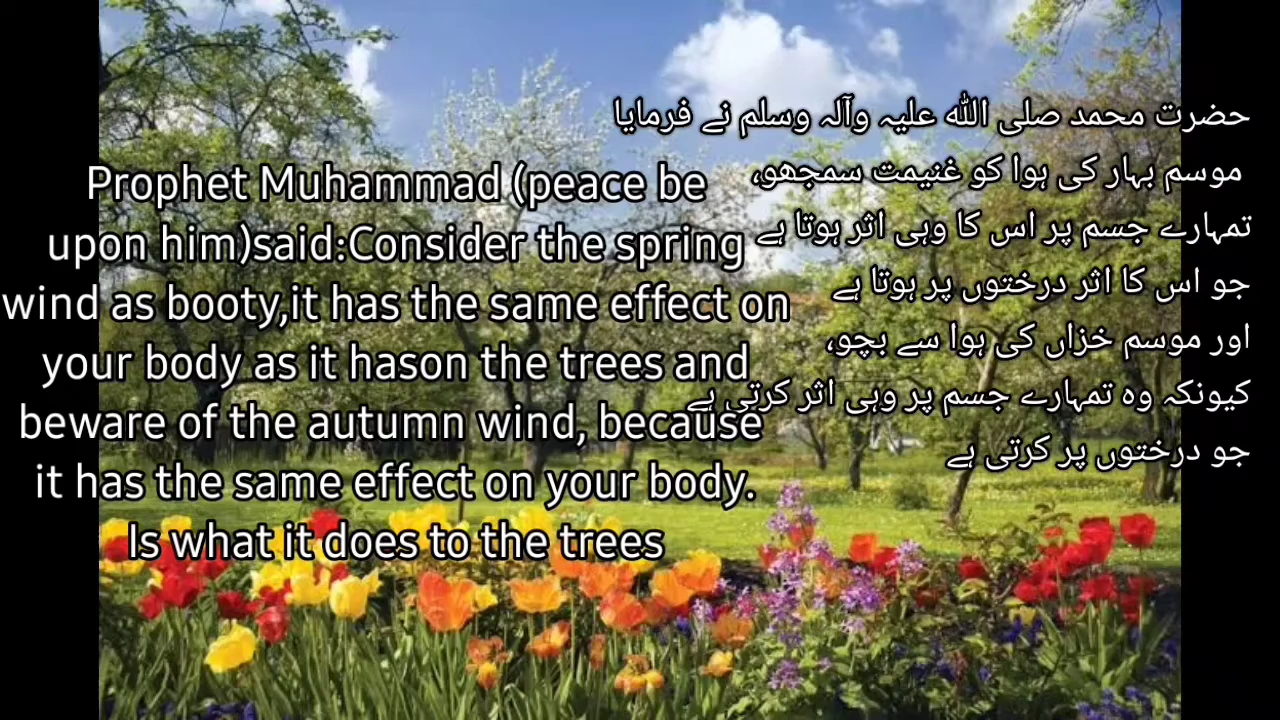 Prophet Muhammad (peace be
upon him)said:Consider the spring
wind as booty,it has the same effect on
your body as it hason the trees and
beware of the autumn wind, because
it has the same effect on your body.
Is what it does to the trees
حضرت محمد صلی اللہ علیہ وآلہ وسلم نے فرمایا
موسم بہار کی ہوا کو غنیمت سمجھو،
تمہارے جسم پر اس کا وہی اثر ہوتا ہے
جو اس کا اثر درختوں پر ہوتا ہے
اور موسم خزاں کی ہوا سے بچو،
کیونکہ وہ تمہارے جسم پر وہی اثر کرتی ہے
جو درختوں پر کرتی ہے